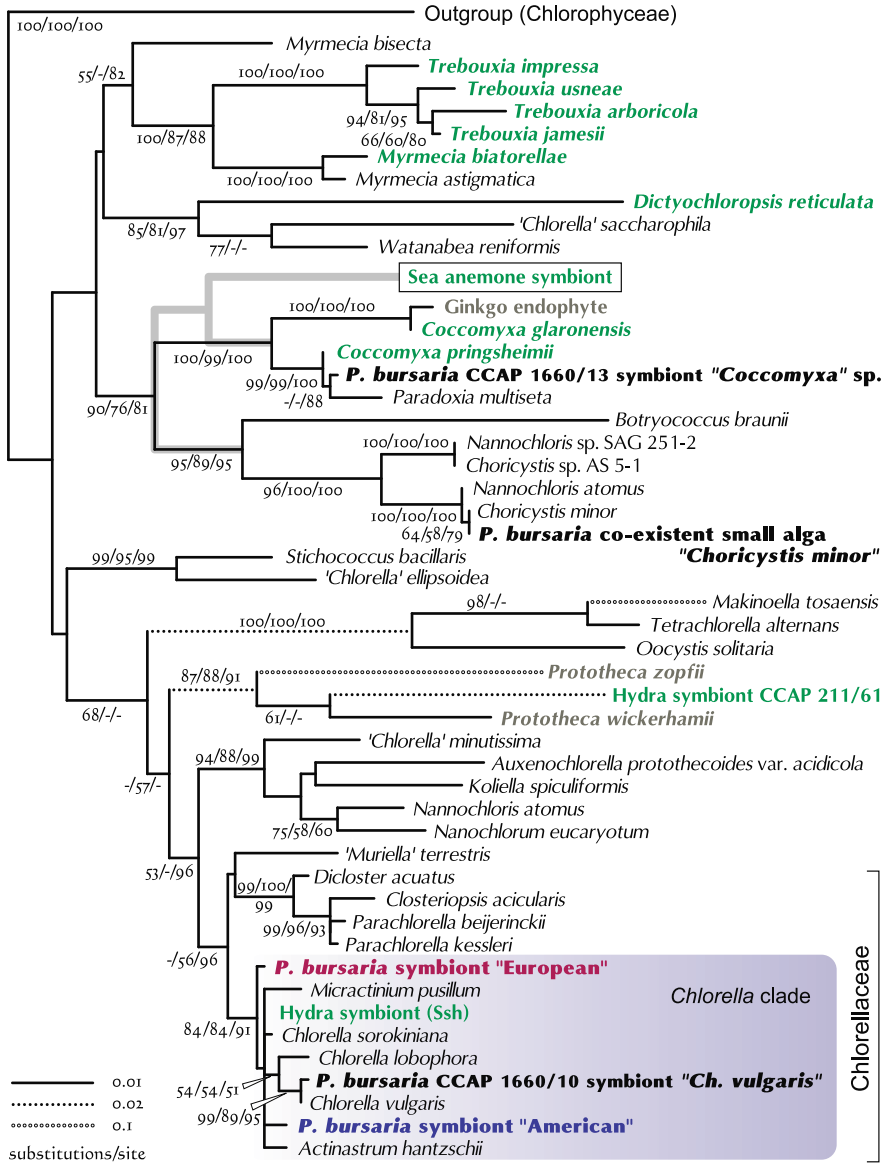 Outgroup (Chlorophyceae)
100/100/100
Myrmecia bisecta
55/-/82
Trebouxia impressa
100/100/100
Trebouxia usneae
Trebouxia arboricola
94/81/95
Trebouxia jamesii
66/60/80
100/87/88
Myrmecia biatorellae
100/100/100
Myrmecia astigmatica
Dictyochloropsis reticulata
'Chlorella' saccharophila
85/81/97
77/-/-
Watanabea reniformis
Sea anemone symbiont
100/100/100
Ginkgo endophyte
Coccomyxa glaronensis
100/99/100
Coccomyxa pringsheimii
P. bursaria CCAP 1660/13 symbiont "Coccomyxa" sp.
99/99/100
-/-/88
Paradoxia multiseta
90/76/81
Botryococcus braunii
100/100/100
Nannochloris sp. SAG 251-2
95/89/95
Choricystis sp. AS 5-1
96/100/100
Nannochloris atomus
Choricystis minor
100/100/100
64/58/79
P. bursaria co-existent small alga
"Choricystis minor"
99/95/99
Stichococcus bacillaris
'Chlorella' ellipsoidea
98/-/-
Makinoella tosaensis
100/100/100
Tetrachlorella alternans
Oocystis solitaria
87/88/91
Prototheca zopfii
Hydra symbiont CCAP 211/61
68/-/-
61/-/-
Prototheca wickerhamii
'Chlorella' minutissima
94/88/99
Auxenochlorella protothecoides var. acidicola
-/57/-
Koliella spiculiformis
Nannochloris atomus
75/58/60
Nanochlorum eucaryotum
'Muriella' terrestris
53/-/96
Dicloster acuatus
99/100/
99
Closteriopsis acicularis
Parachlorella beijerinckii
99/96/93
Parachlorella kessleri
-/56/96
P. bursaria symbiont "European"
Micractinium pusillum
Chlorella clade
Hydra symbiont (Ssh)
84/84/91
Chlorella sorokiniana
Chlorella lobophora
P. bursaria CCAP 1660/10 symbiont "Ch. vulgaris"
54/54/51
Chlorella vulgaris
99/89/95
P. bursaria symbiont "American"
Actinastrum hantzschii
Chlorellaceae
0.01
0.02
0.1
substitutions/site